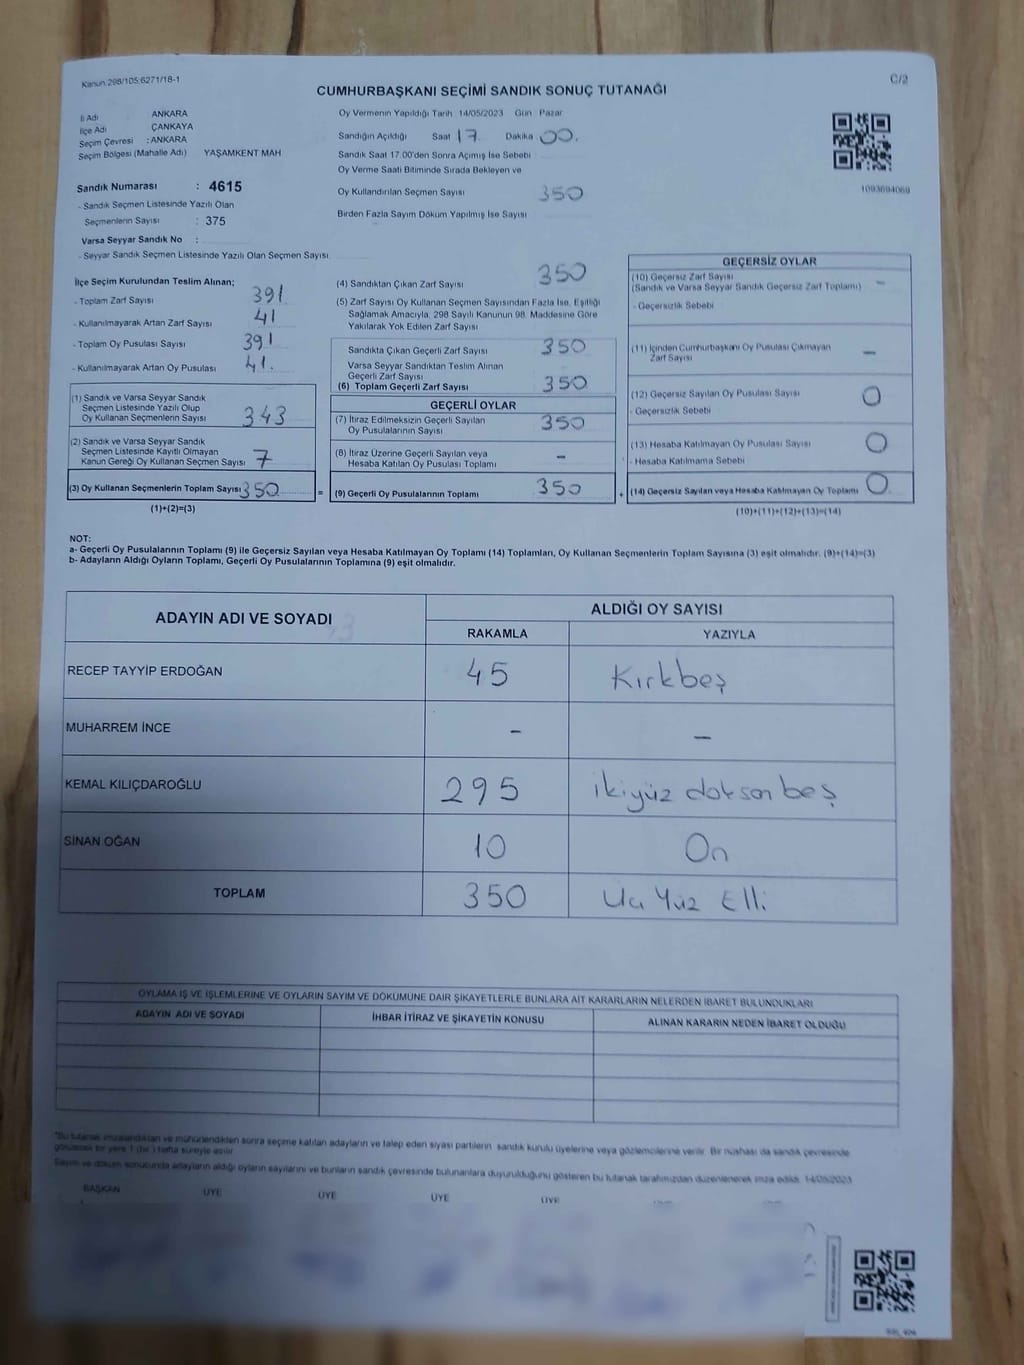 Kanun:298/105:6271/18-1
C/2
CUMHURBAŞKANI SEÇİMİ SANDIK SONUÇ TUTANAĞI
İl Adı ANKARA
İlçe Adı ÇANKAYA
Seçim Çevresi : ANKARA
Seçim Bölgesi (Mahalle Adı) YAŞAMKENT MAH
Sandık Numarası : 4615
- Sandık Seçmen Listesinde Yazılı Olan
Seçmenlerin Sayısı : 375
Varsa Seyyar Sandık No :
- Seyyar Sandık Seçmen Listesinde Yazılı Olan Seçmen Sayısı
Oy Vermenin Yapıldığı Tarih 14/05/2023 Gün Pazar
Sandığın Açıldığı Saat 17 Dakika 00.
Sandık Saat 17.00'den Sonra Açımış İse Sebebi
Oy Verme Saati Bitiminde Sırada Bekleyen ve
Oy Kullandırılan Seçmen Sayısı 350
Birden Fazla Sayım Döküm Yapılmış İse Sayısı
1093694069
İlçe Seçim Kurulundan Teslim Alınan;
- Toplam Zarf Sayısı 391
- Kullanılmayarak Artan Zarf Sayısı 41
- Toplam Oy Pusulası Sayısı 391
- Kullanılmayarak Artan Oy Pusulası 41.
(1) Sandık ve Varsa Seyyar Sandık
Seçmen Listesinde Yazılı Olup
Oy Kullanan Seçmenlerin Sayısı 343
(2) Sandık ve Varsa Seyyar Sandık
Seçmen Listesinde Kayıtlı Olmayan
Kanun Gereği Oy Kullanan Seçmen Sayısı 7
(3) Oy Kullanan Seçmenlerin Toplam Sayısı 350
(1)+(2)=(3)
(4) Sandıktan Çıkan Zarf Sayısı 350
(5) Zarf Sayısı Oy Kullanan Seçmen Sayısından Fazla İse, Eşitliği
Sağlamak Amacıyla, 298 Sayılı Kanunun 98. Maddesine Göre
Yakılarak Yok Edilen Zarf Sayısı
Sandıkta Çıkan Geçerli Zarf Sayısı 350
Varsa Seyyar Sandıktan Teslim Alınan
Geçerli Zarf Sayısı
(6) Toplam Geçerli Zarf Sayısı 350
GEÇERLİ OYLAR
(7) İtiraz Edilmeksizin Geçerli Sayılan
Oy Pusulalarının Sayısı 350
(8) İtiraz Üzerine Geçerli Sayılan veya
Hesaba Katılan Oy Pusulası Toplamı -
= (9) Geçerli Oy Pusulalarının Toplamı 350
GEÇERSİZ OYLAR
(10) Geçersiz Zarf Sayısı
(Sandık ve Varsa Seyyar Sandık Geçersiz Zarf Toplamı) -
- Geçersizlik Sebebi
(11) İçinden Cumhurbaşkanı Oy Pusulası Çıkmayan
Zarf Sayısı -
(12) Geçersiz Sayılan Oy Pusulası Sayısı 0
- Geçersizlik Sebebi
(13) Hesaba Katılmayan Oy Pusulası Sayısı 0
- Hesaba Katılmama Sebebi
+ (14) Geçersiz Sayılan veya Hesaba Katılmayan Oy Toplamı 0
(10)+(11)+(12)+(13)=(14)
NOT:
a- Geçerli Oy Pusulalarının Toplamı (9) ile Geçersiz Sayılan veya Hesaba Katılmayan Oy Toplamı (14) Toplamları, Oy Kullanan Seçmenlerin Toplam Sayısına (3) eşit olmalıdır. (9)+(14)=(3)
b- Adayların Aldığı Oyların Toplamı, Geçerli Oy Pusulalarının Toplamına (9) eşit olmalıdır.
ADAYIN ADI VE SOYADI ALDIĞI OY SAYISI
RAKAMLA YAZIYLA
RECEP TAYYİP ERDOĞAN 45 Kırkbeş
MUHARREM İNCE - -
KEMAL KILIÇDAROĞLU 295 ikiyüz doksan beş
SİNAN OĞAN 10 On
TOPLAM 350 Üç Yüz Elli
OYLAMA İŞ VE İŞLEMLERİNE VE OYLARIN SAYIM VE DÖKÜMÜNE DAİR ŞİKAYETLERLE BUNLARA AİT KARARLARIN NELERDEN İBARET BULUNDUKLARI
ADAYIN ADI VE SOYADI İHBAR İTİRAZ VE ŞİKAYETİN KONUSU ALINAN KARARIN NEDEN İBARET OLDUĞU
*Bu tutanak imzalandıktan ve mühürlendikten sonra seçime katılan adayların ve talep eden siyasi partilerin sandık kurulu üyelerine veya gözlemcilerine verilir. Bir nüshası da sandık çevresinde
görülecek bir yere 1 (bir) hafta süreyle asılır
Sayım ve döküm sonucunda adayların aldığı oyların sayılarını ve bunların sandık çevresinde bulunanlara duyurulduğunu gösteren bu tutanak tarafımızdan düzenlenerek imza edildi. 14/05/2023
BAŞKAN ÜYE ÜYE ÜYE ÜYE